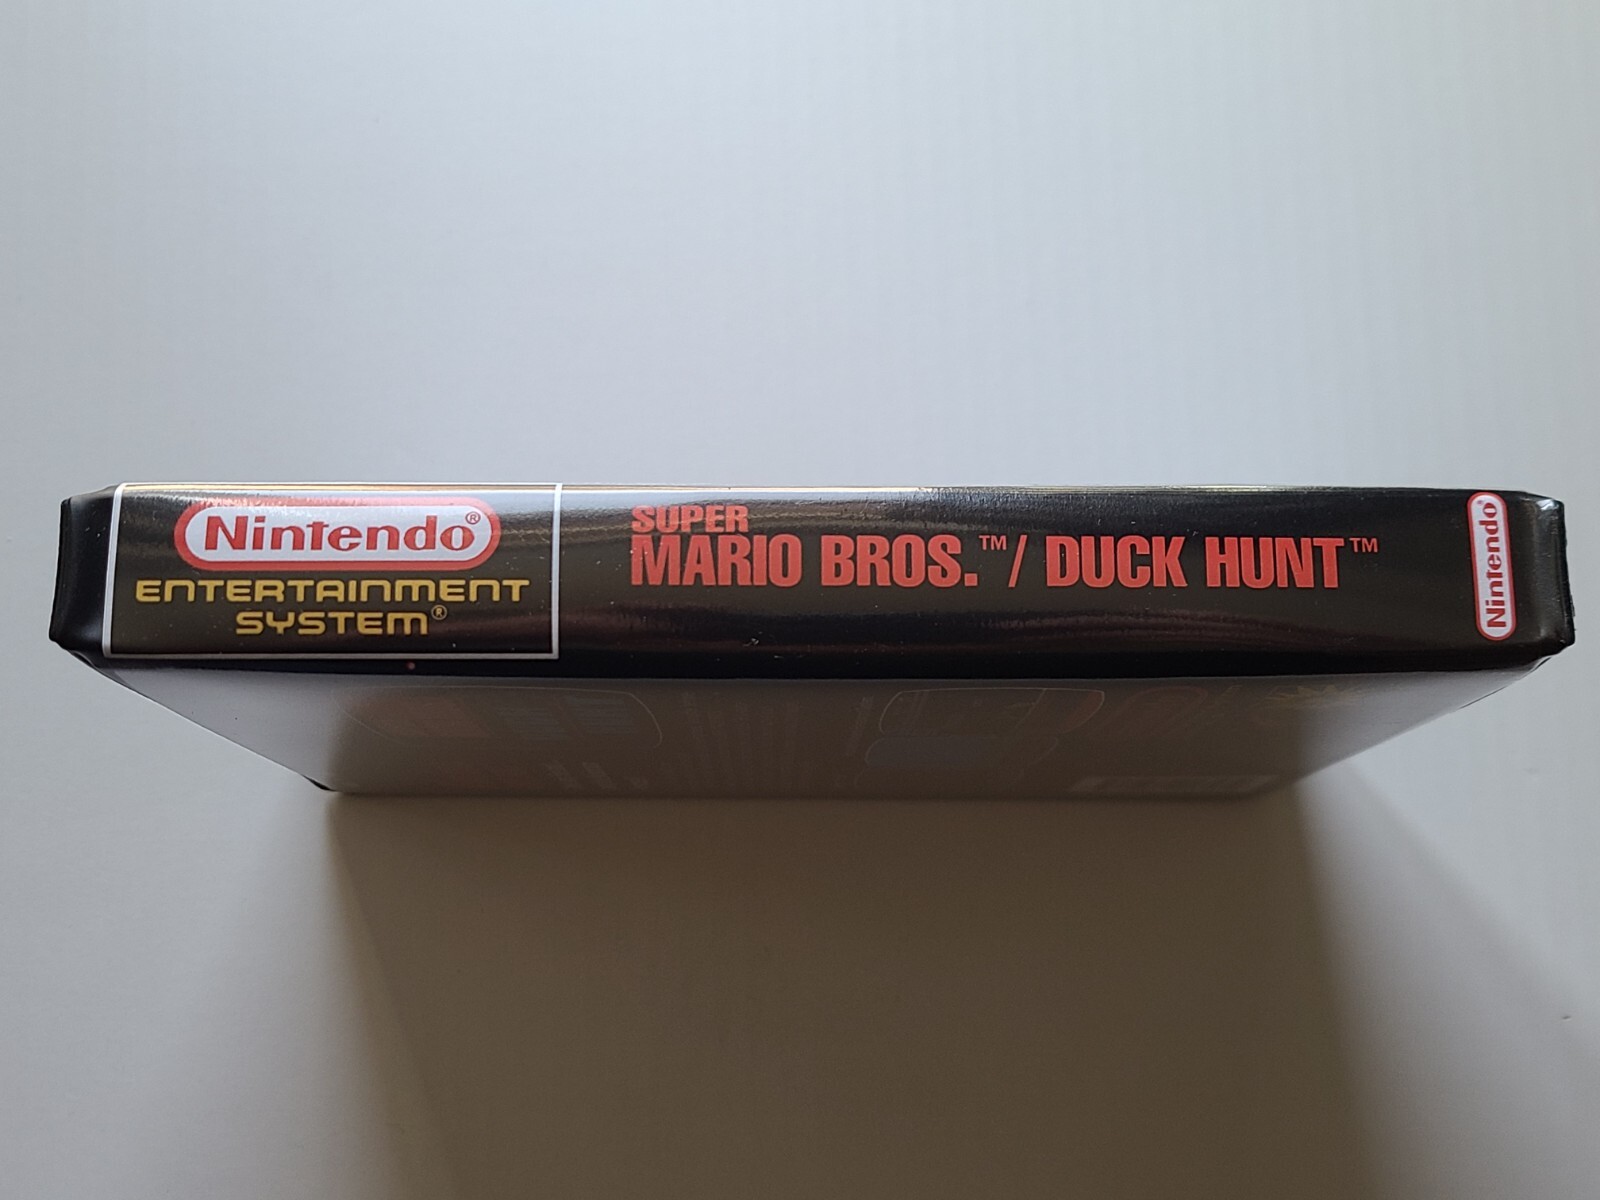 Nintendo®
ENTERTAINMENT
SYSTEM®
SUPER
MARIO BROS.™ / DUCK HUNT™
Nintendo®